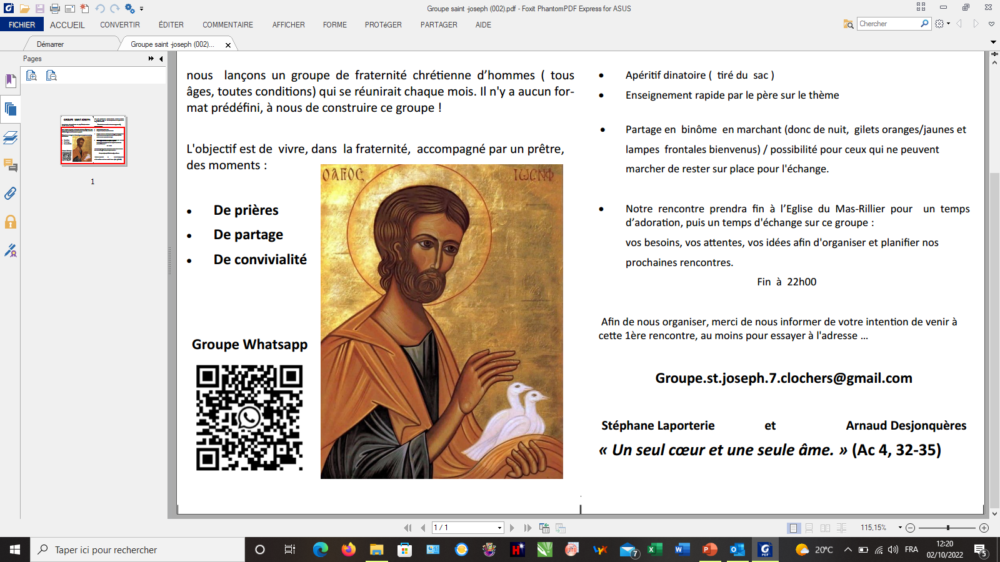 Groupe saint -joseph (002).pdf - Foxit PhantomPDF Express for ASUS
FICHIER ACCUEIL CONVERTIR ÉDITER COMMENTAIRE AFFICHER FORME PROTéGER PARTAGER AIDE Chercher
Démarrer Groupe saint -joseph (002)...
Pages
GROUPE SAINT JOSEPH
1
nous lançons un groupe de fraternité chrétienne d’hommes ( tous
âges, toutes conditions) qui se réunirait chaque mois. Il n'y a aucun for-
mat prédéfini, à nous de construire ce groupe !
L'objectif est de vivre, dans la fraternité, accompagné par un prêtre,
des moments :
• De prières
• De partage
• De convivialité
Groupe Whatsapp
ΟΑΓΙΟC ΙΩCΗΦ
• Apéritif dinatoire ( tiré du sac )
• Enseignement rapide par le père sur le thème
• Partage en binôme en marchant (donc de nuit, gilets oranges/jaunes et
lampes frontales bienvenus) / possibilité pour ceux qui ne peuvent
marcher de rester sur place pour l'échange.
• Notre rencontre prendra fin à l’Eglise du Mas-Rillier pour un temps
d’adoration, puis un temps d'échange sur ce groupe :
vos besoins, vos attentes, vos idées afin d'organiser et planifier nos
prochaines rencontres.
Fin à 22h00
Afin de nous organiser, merci de nous informer de votre intention de venir à
cette 1ère rencontre, au moins pour essayer à l'adresse ...
Groupe.st.joseph.7.clochers@gmail.com
Stéphane Laporterie et Arnaud Desjonquères
« Un seul cœur et une seule âme. » (Ac 4, 32-35)
1 / 1
115,15%
Taper ici pour rechercher
7
20°C
FRA
12:20
02/10/2022
5